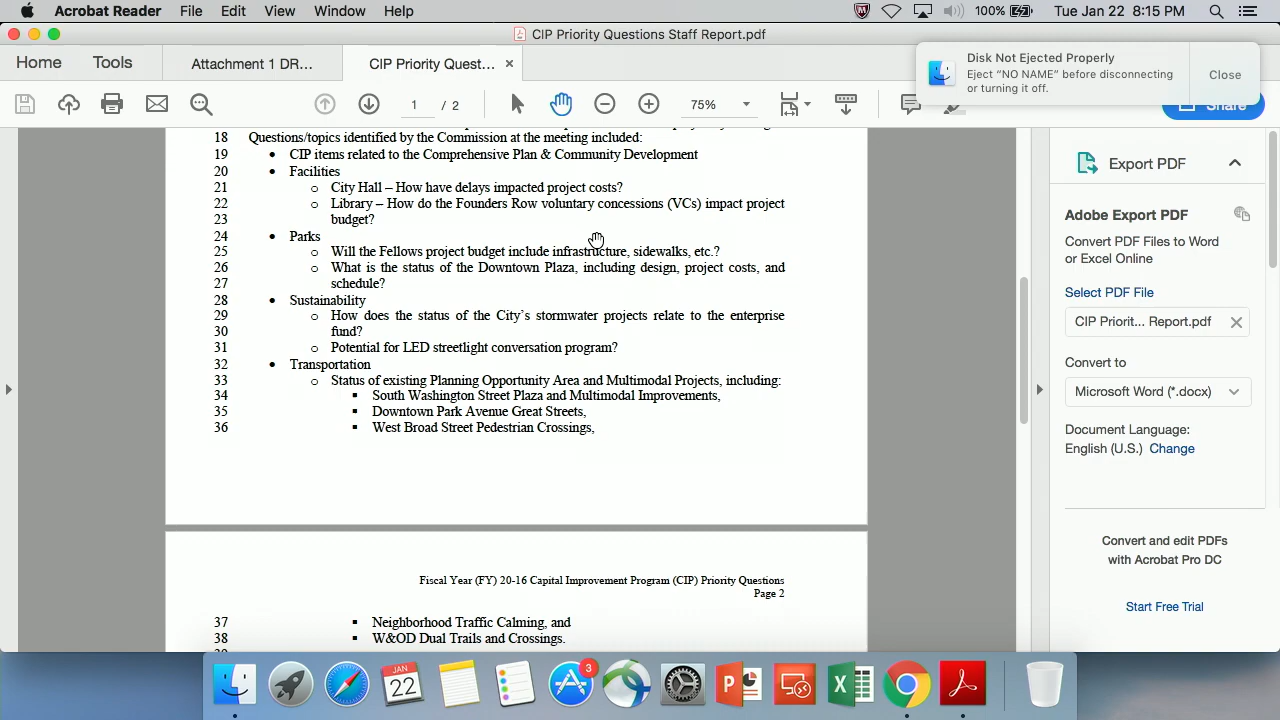 Acrobat Reader File Edit View Window Help 100% Tue Jan 22 8:15 PM
CIP Priority Questions Staff Report.pdf
Home Tools Attachment 1 DR... CIP Priority Quest... ×
Disk Not Ejected Properly
Eject “NO NAME” before disconnecting
or turning it off.
Close
1 / 2 75% Share
18 Questions/topics identified by the Commission at the meeting included:
19 • CIP items related to the Comprehensive Plan & Community Development
20 • Facilities
21 o City Hall – How have delays impacted project costs?
22 o Library – How do the Founders Row voluntary concessions (VCs) impact project
23 budget?
24 • Parks
25 o Will the Fellows project budget include infrastructure, sidewalks, etc.?
26 o What is the status of the Downtown Plaza, including design, project costs, and
27 schedule?
28 • Sustainability
29 o How does the status of the City’s stormwater projects relate to the enterprise
30 fund?
31 o Potential for LED streetlight conversation program?
32 • Transportation
33 o Status of existing Planning Opportunity Area and Multimodal Projects, including:
34 ▪ South Washington Street Plaza and Multimodal Improvements,
35 ▪ Downtown Park Avenue Great Streets,
36 ▪ West Broad Street Pedestrian Crossings,
Fiscal Year (FY) 20-16 Capital Improvement Program (CIP) Priority Questions
Page 2
37 ▪ Neighborhood Traffic Calming, and
38 ▪ W&OD Dual Trails and Crossings.
Export PDF
Adobe Export PDF
Convert PDF Files to Word
or Excel Online
Select PDF File
CIP Priorit... Report.pdf
Convert to
Microsoft Word (*.docx)
Document Language:
English (U.S.) Change
Convert and edit PDFs
with Acrobat Pro DC
Start Free Trial
JAN
22
3